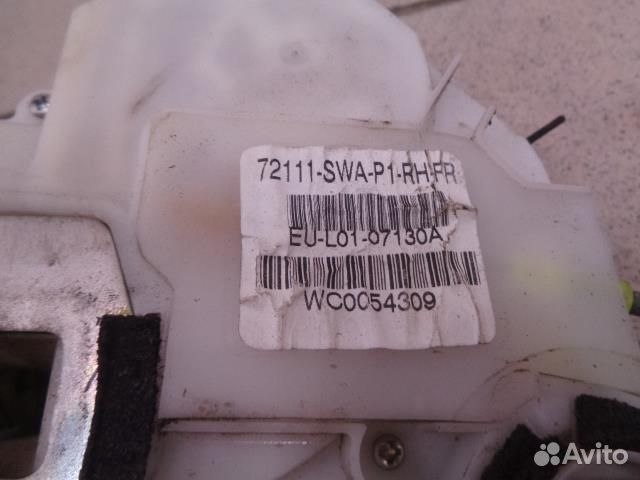 72111-SWA-P1-RH-FR
EU-L01-07130A
WC0054309
Avito